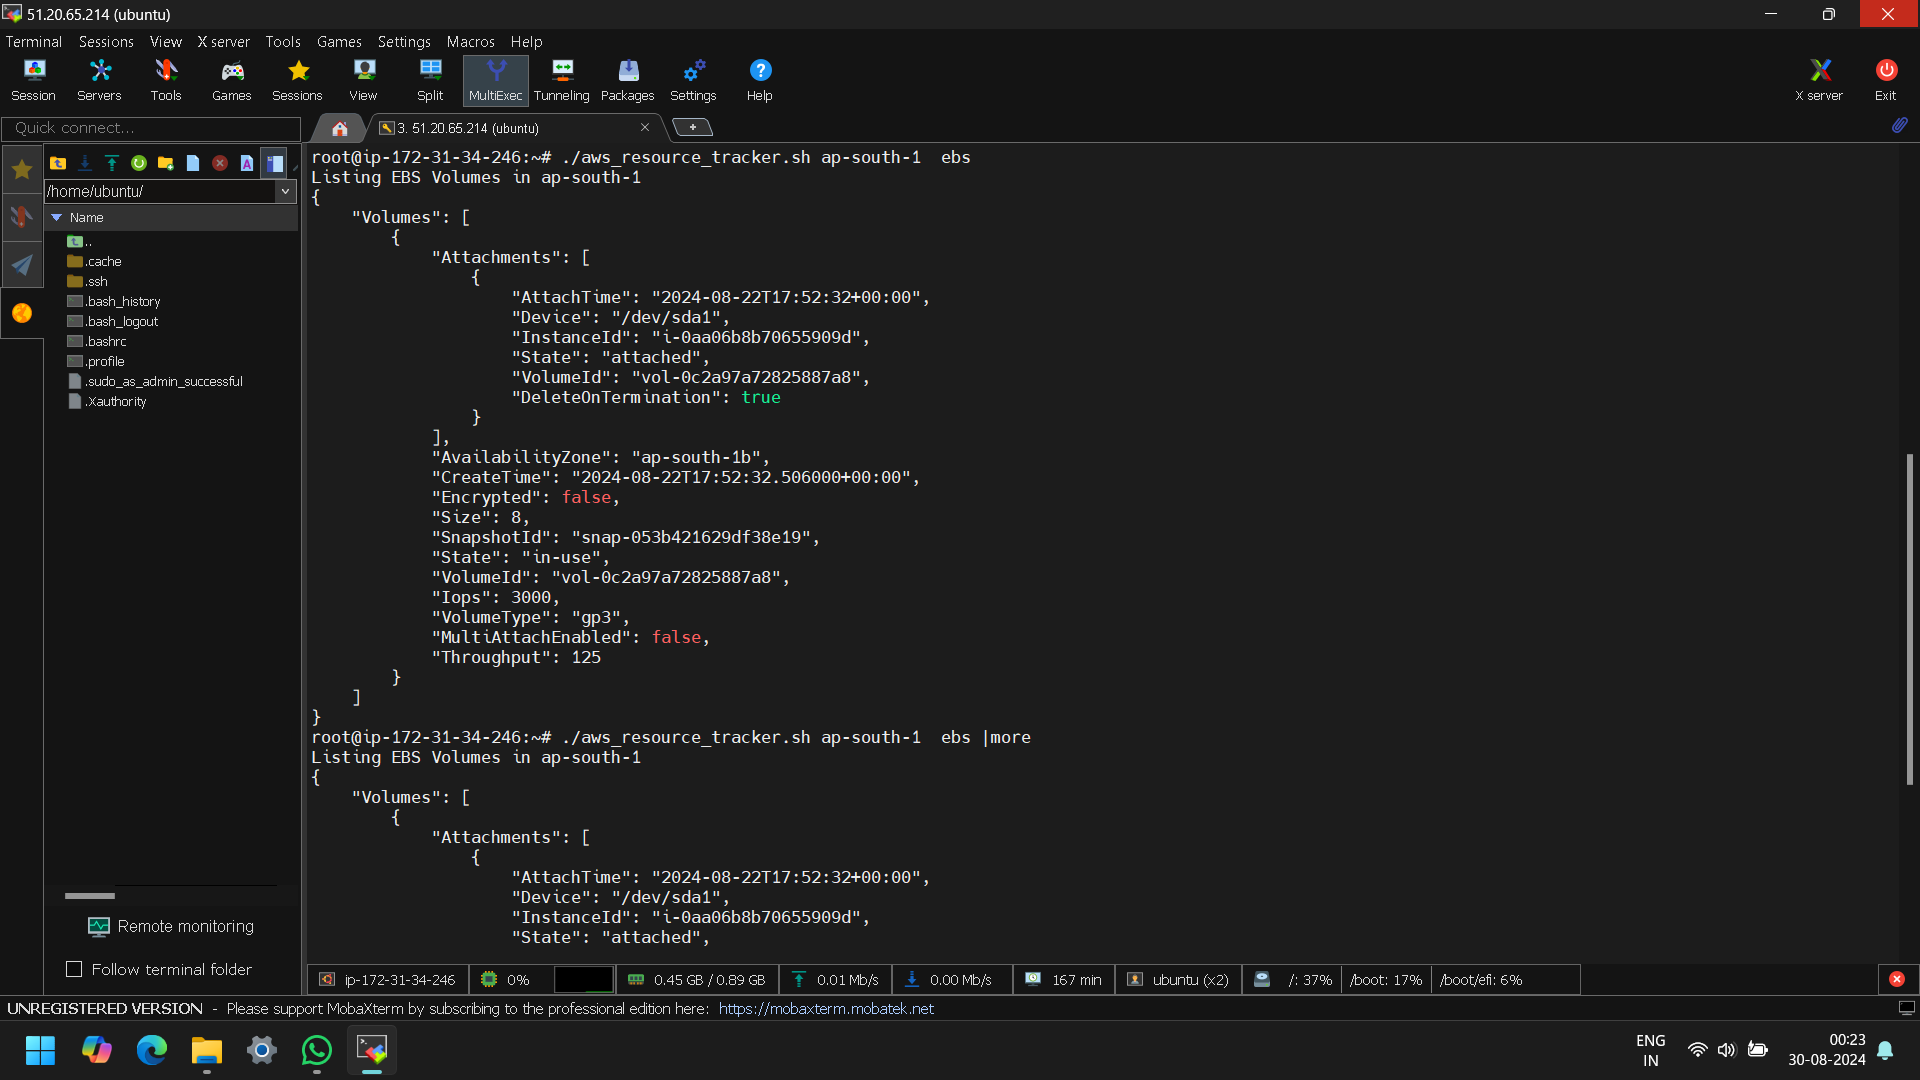 51.20.65.214 (ubuntu)
Terminal Sessions View X server Tools Games Settings Macros Help
Session Servers Tools Games Sessions View Split MultiExec Tunneling Packages Settings Help X server Exit
Quick connect...
3. 51.20.65.214 (ubuntu)
/home/ubuntu/
Name
..
.cache
.ssh
.bash_history
.bash_logout
.bashrc
.profile
.sudo_as_admin_successful
.Xauthority
Remote monitoring
Follow terminal folder
root@ip-172-31-34-246:~# ./aws_resource_tracker.sh ap-south-1  ebs
Listing EBS Volumes in ap-south-1
{
    "Volumes": [
        {
            "Attachments": [
                {
                    "AttachTime": "2024-08-22T17:52:32+00:00",
                    "Device": "/dev/sda1",
                    "InstanceId": "i-0aa06b8b70655909d",
                    "State": "attached",
                    "VolumeId": "vol-0c2a97a72825887a8",
                    "DeleteOnTermination": true
                }
            ],
            "AvailabilityZone": "ap-south-1b",
            "CreateTime": "2024-08-22T17:52:32.506000+00:00",
            "Encrypted": false,
            "Size": 8,
            "SnapshotId": "snap-053b421629df38e19",
            "State": "in-use",
            "VolumeId": "vol-0c2a97a72825887a8",
            "Iops": 3000,
            "VolumeType": "gp3",
            "MultiAttachEnabled": false,
            "Throughput": 125
        }
    ]
}
root@ip-172-31-34-246:~# ./aws_resource_tracker.sh ap-south-1  ebs |more
Listing EBS Volumes in ap-south-1
{
    "Volumes": [
        {
            "Attachments": [
                {
                    "AttachTime": "2024-08-22T17:52:32+00:00",
                    "Device": "/dev/sda1",
                    "InstanceId": "i-0aa06b8b70655909d",
                    "State": "attached",
ip-172-31-34-246 0% 0.45 GB / 0.89 GB 0.01 Mb/s 0.00 Mb/s 167 min ubuntu (x2) /: 37% /boot: 17% /boot/efi: 6%
UNREGISTERED VERSION - Please support MobaXterm by subscribing to the professional edition here: https://mobaxterm.mobatek.net
ENG
IN
00:23
30-08-2024